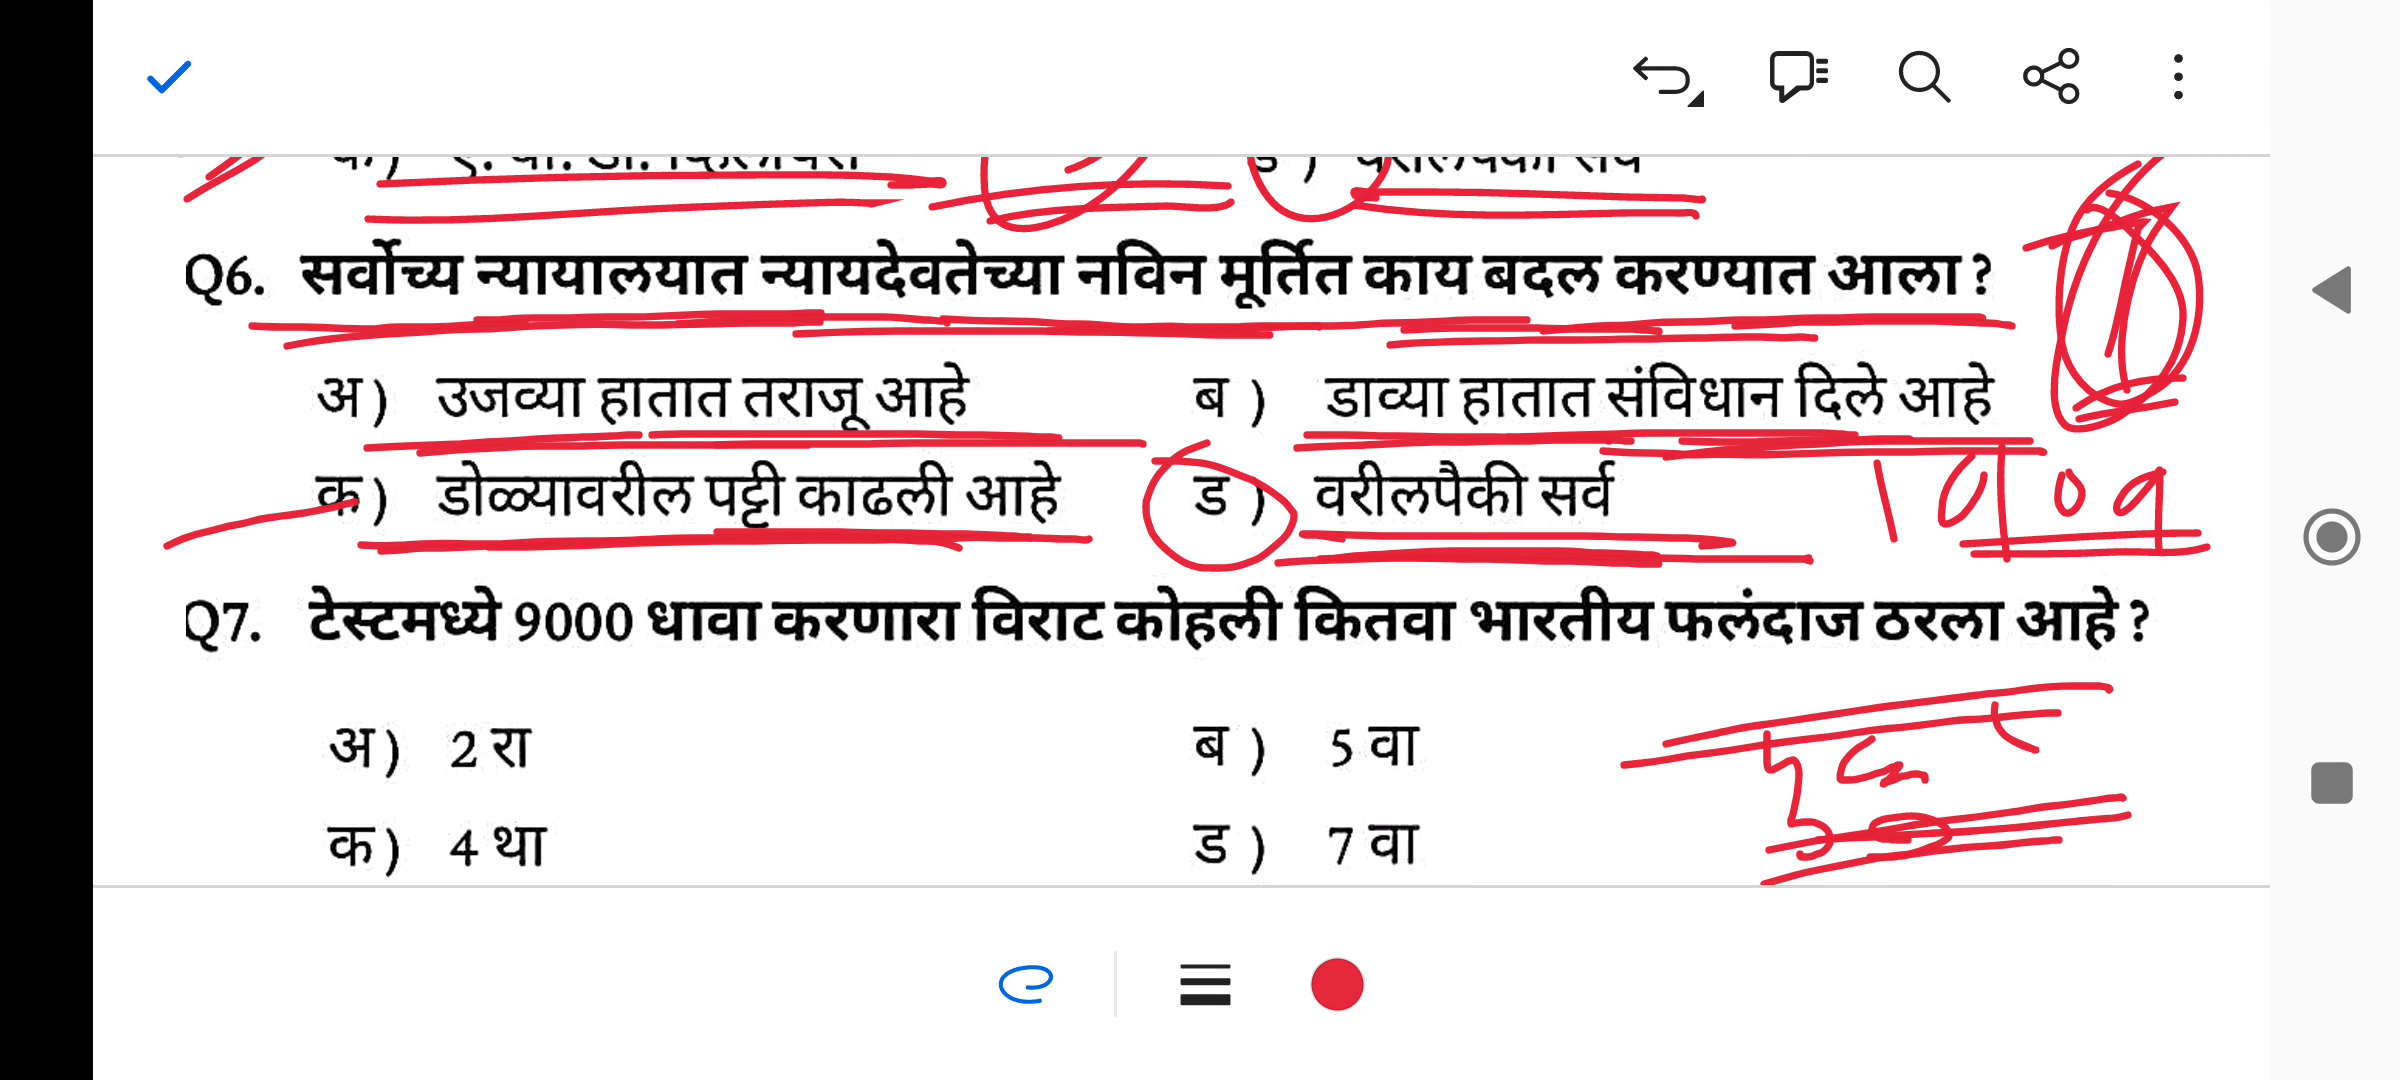 Q6. सर्वोच्य न्यायालयात न्यायदेवतेच्या नविन मूर्तित काय बदल करण्यात आला?
अ) उजव्या हातात तराजू आहे ब ) डाव्या हातात संविधान दिले आहे
क) डोळ्यावरील पट्टी काढली आहे ड ) वरीलपैकी सर्व
Q7. टेस्टमध्ये 9000 धावा करणारा विराट कोहली कितवा भारतीय फलंदाज ठरला आहे?
अ) 2 रा ब ) 5 वा
क) 4 था ड ) 7 वा